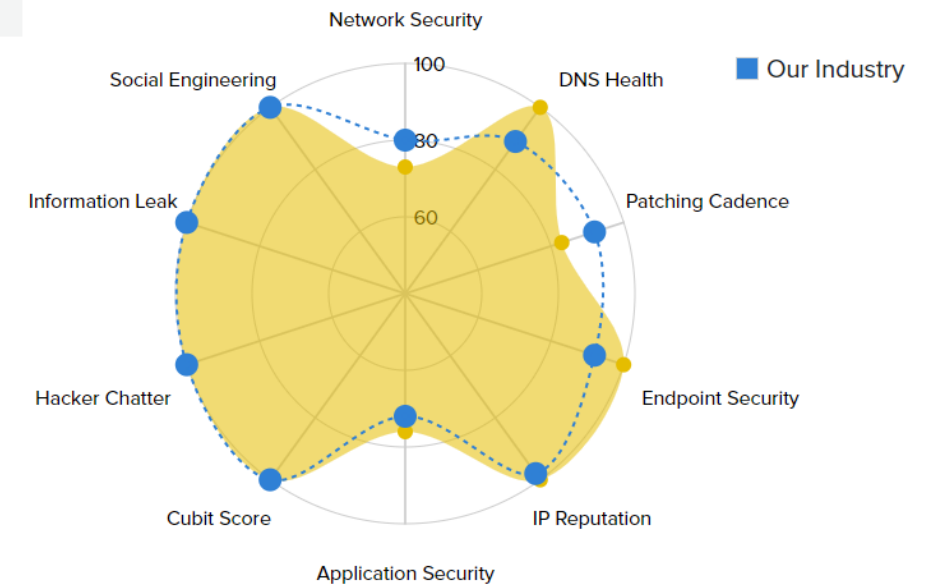 Network Security
Social Engineering
100
DNS Health
Our Industry
80
Information Leak
Patching Cadence
60
Hacker Chatter
Endpoint Security
Cubit Score
IP Reputation
Application Security